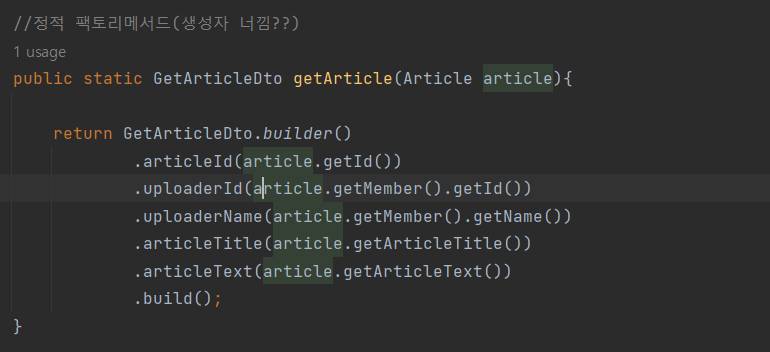 //정적 팩토리메서드(생성자 너낌??)
1 usage
public static GetArticleDto getArticle(Article article){
return GetArticleDto.builder()
.articleId(article.getId())
.uploaderId(article.getMember().getId())
.uploaderName(article.getMember().getName())
.articleTitle(article.getArticleTitle())
.articleText(article.getArticleText())
.build();
}